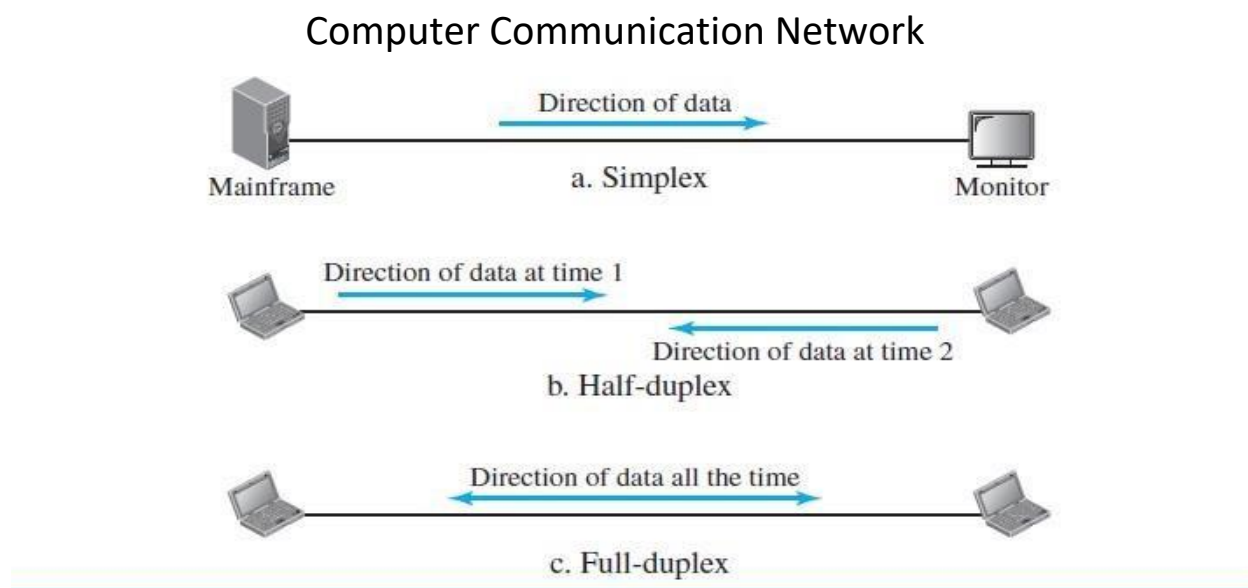 Computer Communication Network
Direction of data
Mainframe
a. Simplex
Monitor
Direction of data at time 1
Direction of data at time 2
b. Half-duplex
Direction of data all the time
c. Full-duplex